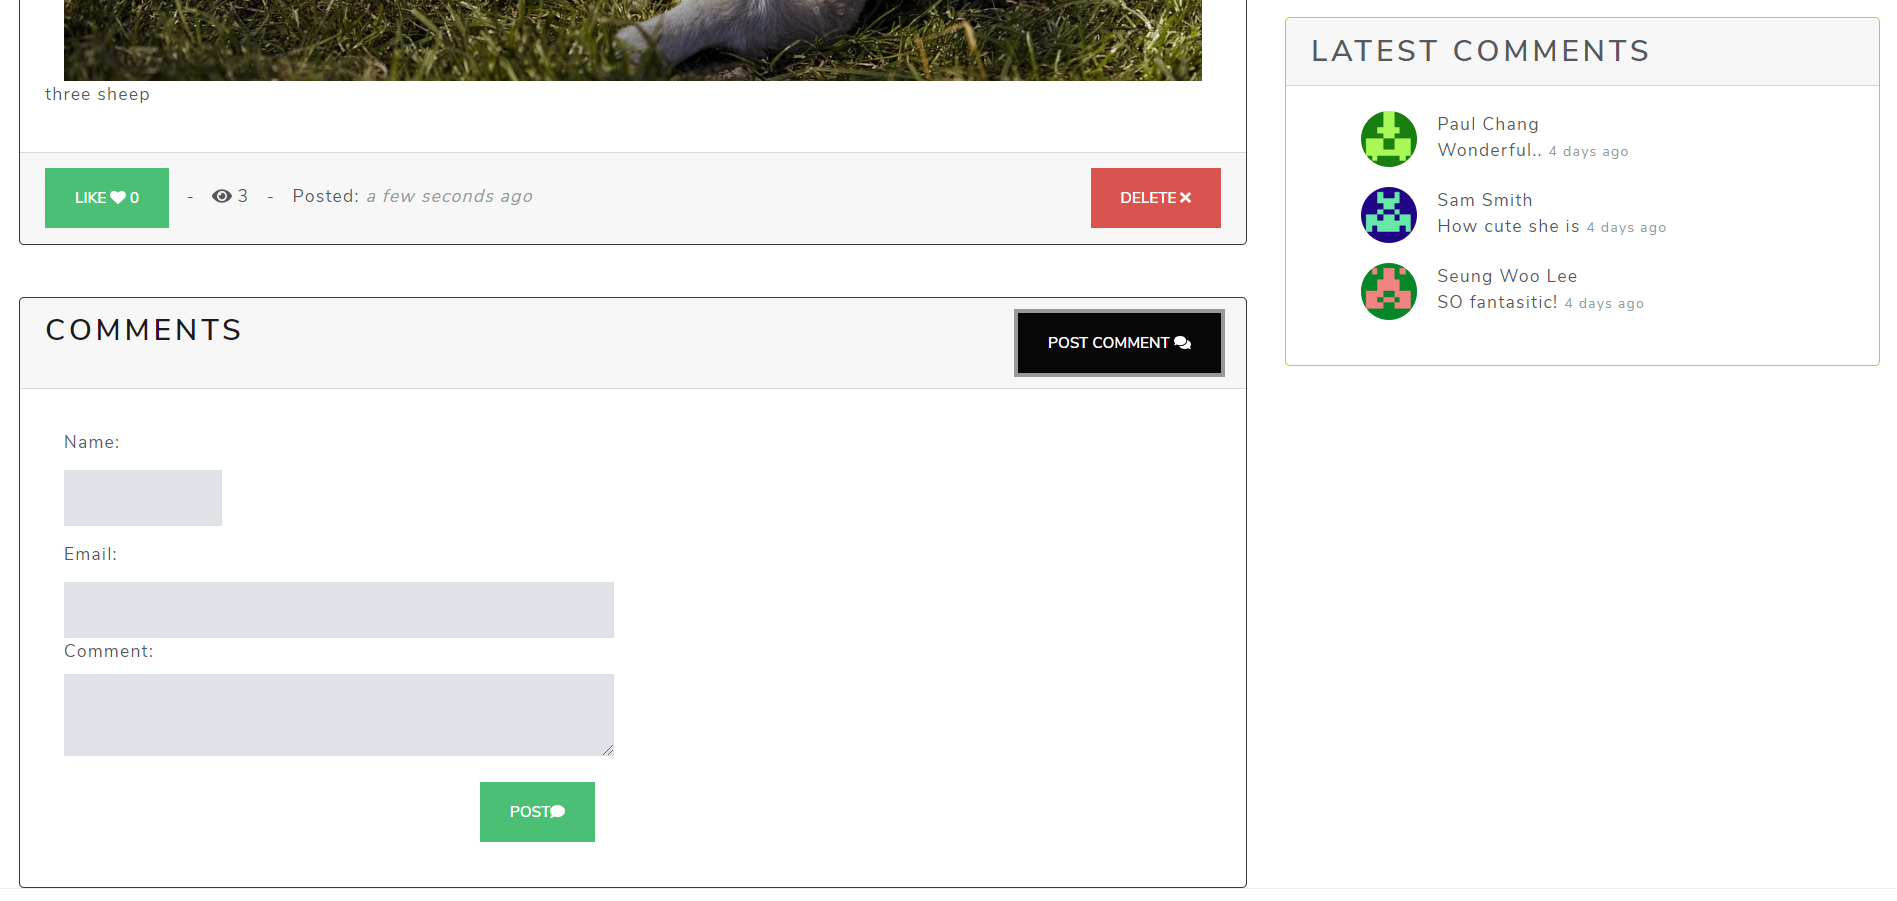 three sheep
LIKE 0 - 3 - Posted: a few seconds ago
DELETE
COMMENTS
POST COMMENT
Name:
Email:
Comment:
POST
LATEST COMMENTS
Paul Chang
Wonderful.. 4 days ago
Sam Smith
How cute she is 4 days ago
Seung Woo Lee
SO fantasitic! 4 days ago